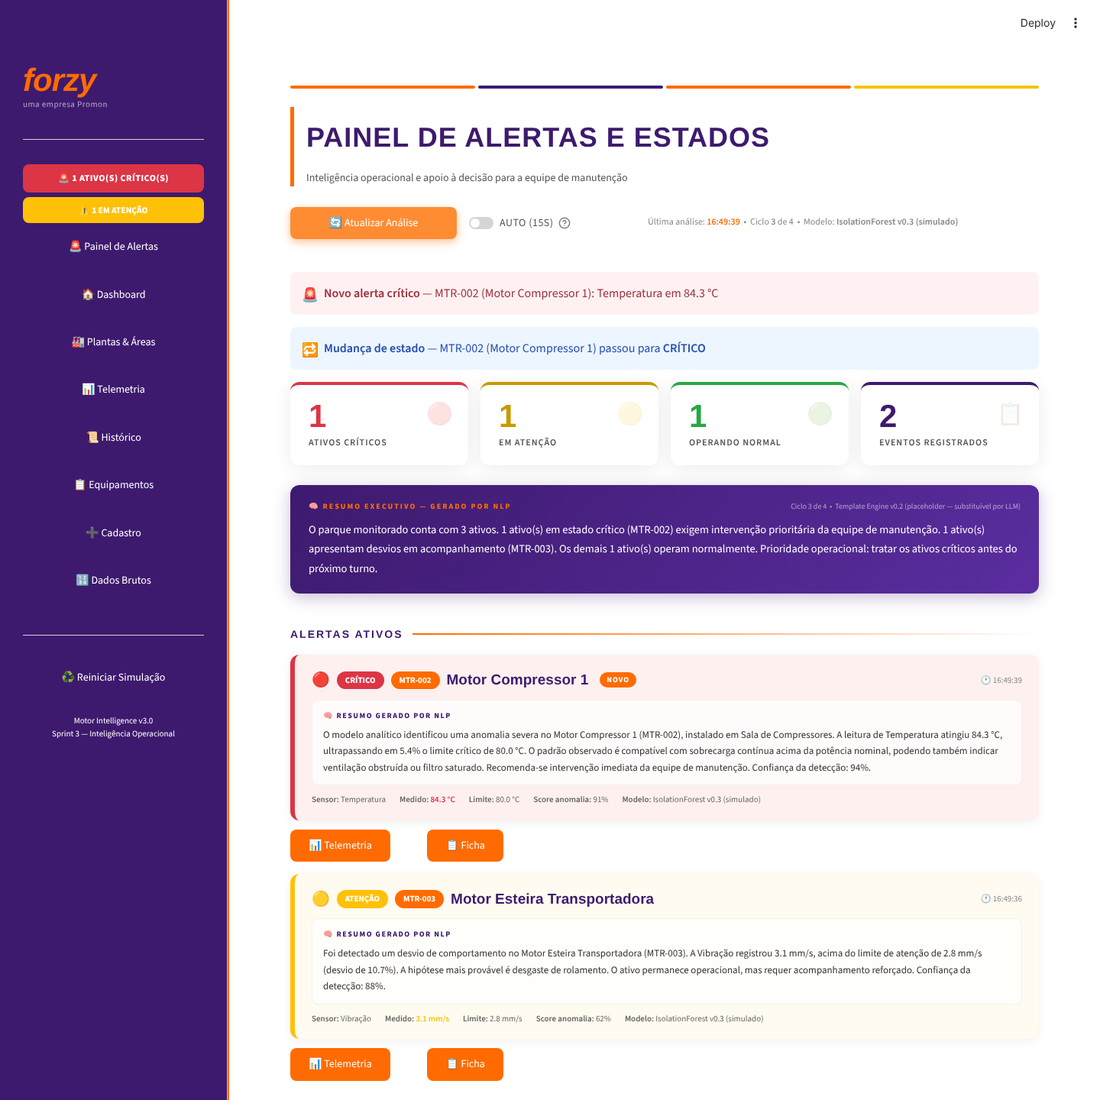 Deploy
forzy
uma empresa Promon
🚨 1 ATIVO(S) CRÍTICO(S)
⚠️ 1 EM ATENÇÃO
🚨 Painel de Alertas
🏠 Dashboard
🏭 Plantas & Áreas
📊 Telemetria
📜 Histórico
📋 Equipamentos
➕ Cadastro
🔢 Dados Brutos
♻️ Reiniciar Simulação
Motor Intelligence v3.0
Sprint 3 — Inteligência Operacional
PAINEL DE ALERTAS E ESTADOS
Inteligência operacional e apoio à decisão para a equipe de manutenção
🔄 Atualizar Análise
AUTO (15S)
Última análise: 16:49:39 • Ciclo 3 de 4 • Modelo: IsolationForest v0.3 (simulado)
🚨 Novo alerta crítico — MTR-002 (Motor Compressor 1): Temperatura em 84.3 °C
🔁 Mudança de estado — MTR-002 (Motor Compressor 1) passou para CRÍTICO
1
ATIVOS CRÍTICOS
1
EM ATENÇÃO
1
OPERANDO NORMAL
2
EVENTOS REGISTRADOS
🧠 RESUMO EXECUTIVO — GERADO POR NLP
Ciclo 3 de 4 • Template Engine v0.2 (placeholder — substituível por LLM)
O parque monitorado conta com 3 ativos. 1 ativo(s) em estado crítico (MTR-002) exigem intervenção prioritária da equipe de manutenção. 1 ativo(s)
apresentam desvios em acompanhamento (MTR-003). Os demais 1 ativo(s) operam normalmente. Prioridade operacional: tratar os ativos críticos antes do
próximo turno.
ALERTAS ATIVOS
🔴 CRÍTICO MTR-002 Motor Compressor 1 NOVO
🕐 16:49:39
🧠 RESUMO GERADO POR NLP
O modelo analítico identificou uma anomalia severa no Motor Compressor 1 (MTR-002), instalado em Sala de Compressores. A leitura de Temperatura atingiu 84.3 °C,
ultrapassando em 5.4% o limite crítico de 80.0 °C. O padrão observado é compatível com sobrecarga contínua acima da potência nominal, podendo também indicar
ventilação obstruída ou filtro saturado. Recomenda-se intervenção imediata da equipe de manutenção. Confiança da detecção: 94%.
Sensor: Temperatura Medido: 84.3 °C Limite: 80.0 °C Score anomalia: 91% Modelo: IsolationForest v0.3 (simulado)
📊 Telemetria
📋 Ficha
🟡 ATENÇÃO MTR-003 Motor Esteira Transportadora
🕐 16:49:36
🧠 RESUMO GERADO POR NLP
Foi detectado um desvio de comportamento no Motor Esteira Transportadora (MTR-003). A Vibração registrou 3.1 mm/s, acima do limite de atenção de 2.8 mm/s
(desvio de 10.7%). A hipótese mais provável é desgaste de rolamento. O ativo permanece operacional, mas requer acompanhamento reforçado. Confiança da
detecção: 88%.
Sensor: Vibração Medido: 3.1 mm/s Limite: 2.8 mm/s Score anomalia: 62% Modelo: IsolationForest v0.3 (simulado)
📊 Telemetria
📋 Ficha